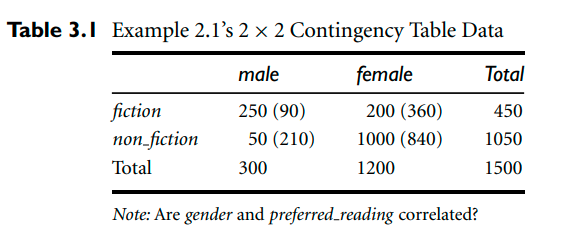 Table 3.1 Example 2.1's 2 × 2 Contingency Table Data
male female Total
fiction 250 (90) 200 (360) 450
non_fiction 50 (210) 1000 (840) 1050
Total 300 1200 1500
Note: Are gender and preferred_reading correlated?